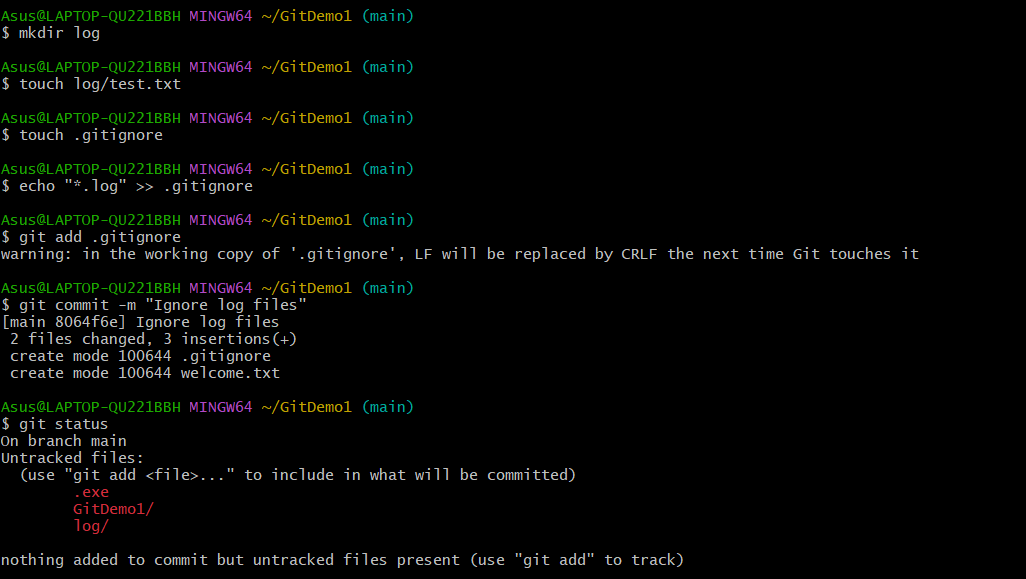 Asus@LAPTOP-QU221BBH MINGW64 ~/GitDemo1 (main)
$ mkdir log
Asus@LAPTOP-QU221BBH MINGW64 ~/GitDemo1 (main)
$ touch log/test.txt
Asus@LAPTOP-QU221BBH MINGW64 ~/GitDemo1 (main)
$ touch .gitignore
Asus@LAPTOP-QU221BBH MINGW64 ~/GitDemo1 (main)
$ echo "*.log" >> .gitignore
Asus@LAPTOP-QU221BBH MINGW64 ~/GitDemo1 (main)
$ git add .gitignore
warning: in the working copy of '.gitignore', LF will be replaced by CRLF the next time Git touches it
Asus@LAPTOP-QU221BBH MINGW64 ~/GitDemo1 (main)
$ git commit -m "Ignore log files"
[main 8064f6e] Ignore log files
 2 files changed, 3 insertions(+)
 create mode 100644 .gitignore
 create mode 100644 welcome.txt
Asus@LAPTOP-QU221BBH MINGW64 ~/GitDemo1 (main)
$ git status
On branch main
Untracked files:
  (use "git add <file>..." to include in what will be committed)
        .exe
        GitDemo1/
        log/
nothing added to commit but untracked files present (use "git add" to track)